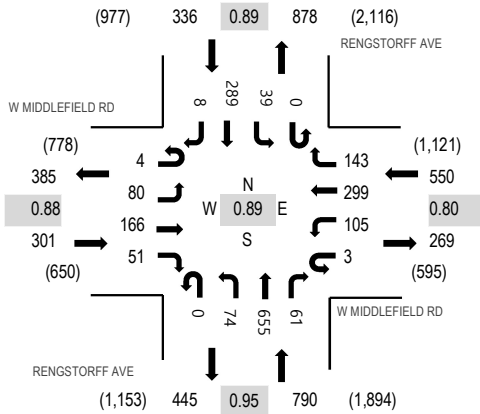 (977) 336 0.89 878 (2,116)
RENGSTORFF AVE
W MIDDLEFIELD RD
8 289 39 0
(778) (1,121)
385 4 143 550
80 N 299
0.88 W 0.89 E 0.80
166 S 105
301 51 3 269
(650) (595)
0 74 655 61
W MIDDLEFIELD RD
RENGSTORFF AVE
(1,153) 445 0.95 790 (1,894)